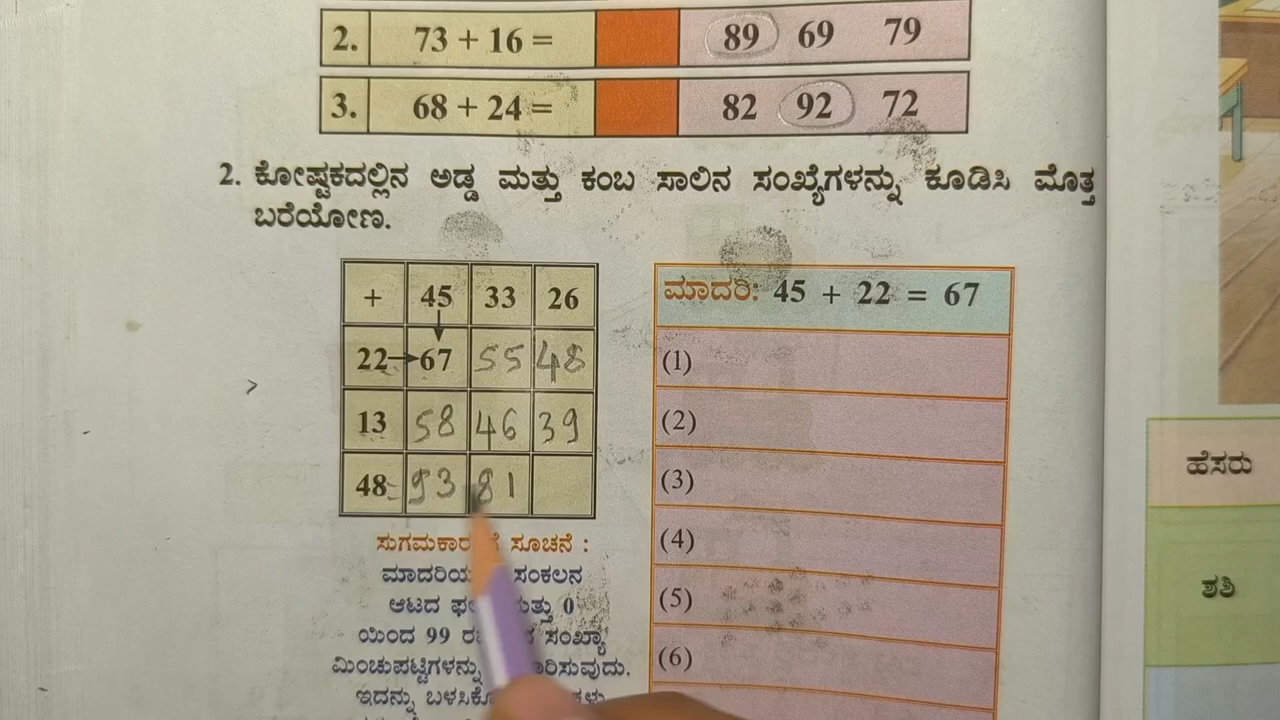 2. 73 + 16 = 89 69 79
3. 68 + 24 = 82 92 72
2. ಕೋಷ್ಟಕದಲ್ಲಿನ ಅಡ್ಡ ಮತ್ತು ಕಂಬ ಸಾಲಿನ ಸಂಖ್ಯೆಗಳನ್ನು ಕೂಡಿಸಿ ಮೊತ್ತ
ಬರೆಯೋಣ.
+ 45 33 26
22 67 55 48
13 58 46 39
48 93 81
ಸೂಚನೆ :
ಸಂಕಲನ
ಆಟದ 0
ಯಿಂದ 99 ಸಂಖ್ಯಾ
ಮಿಂಚುಪಟ್ಟಿಗಳನ್ನು
ಇದನ್ನು
ಮಾದರಿ: 45 + 22 = 67
(1)
(2)
(3)
(4)
(5)
(6)
ಹೆಸರು
ಶಶಿ